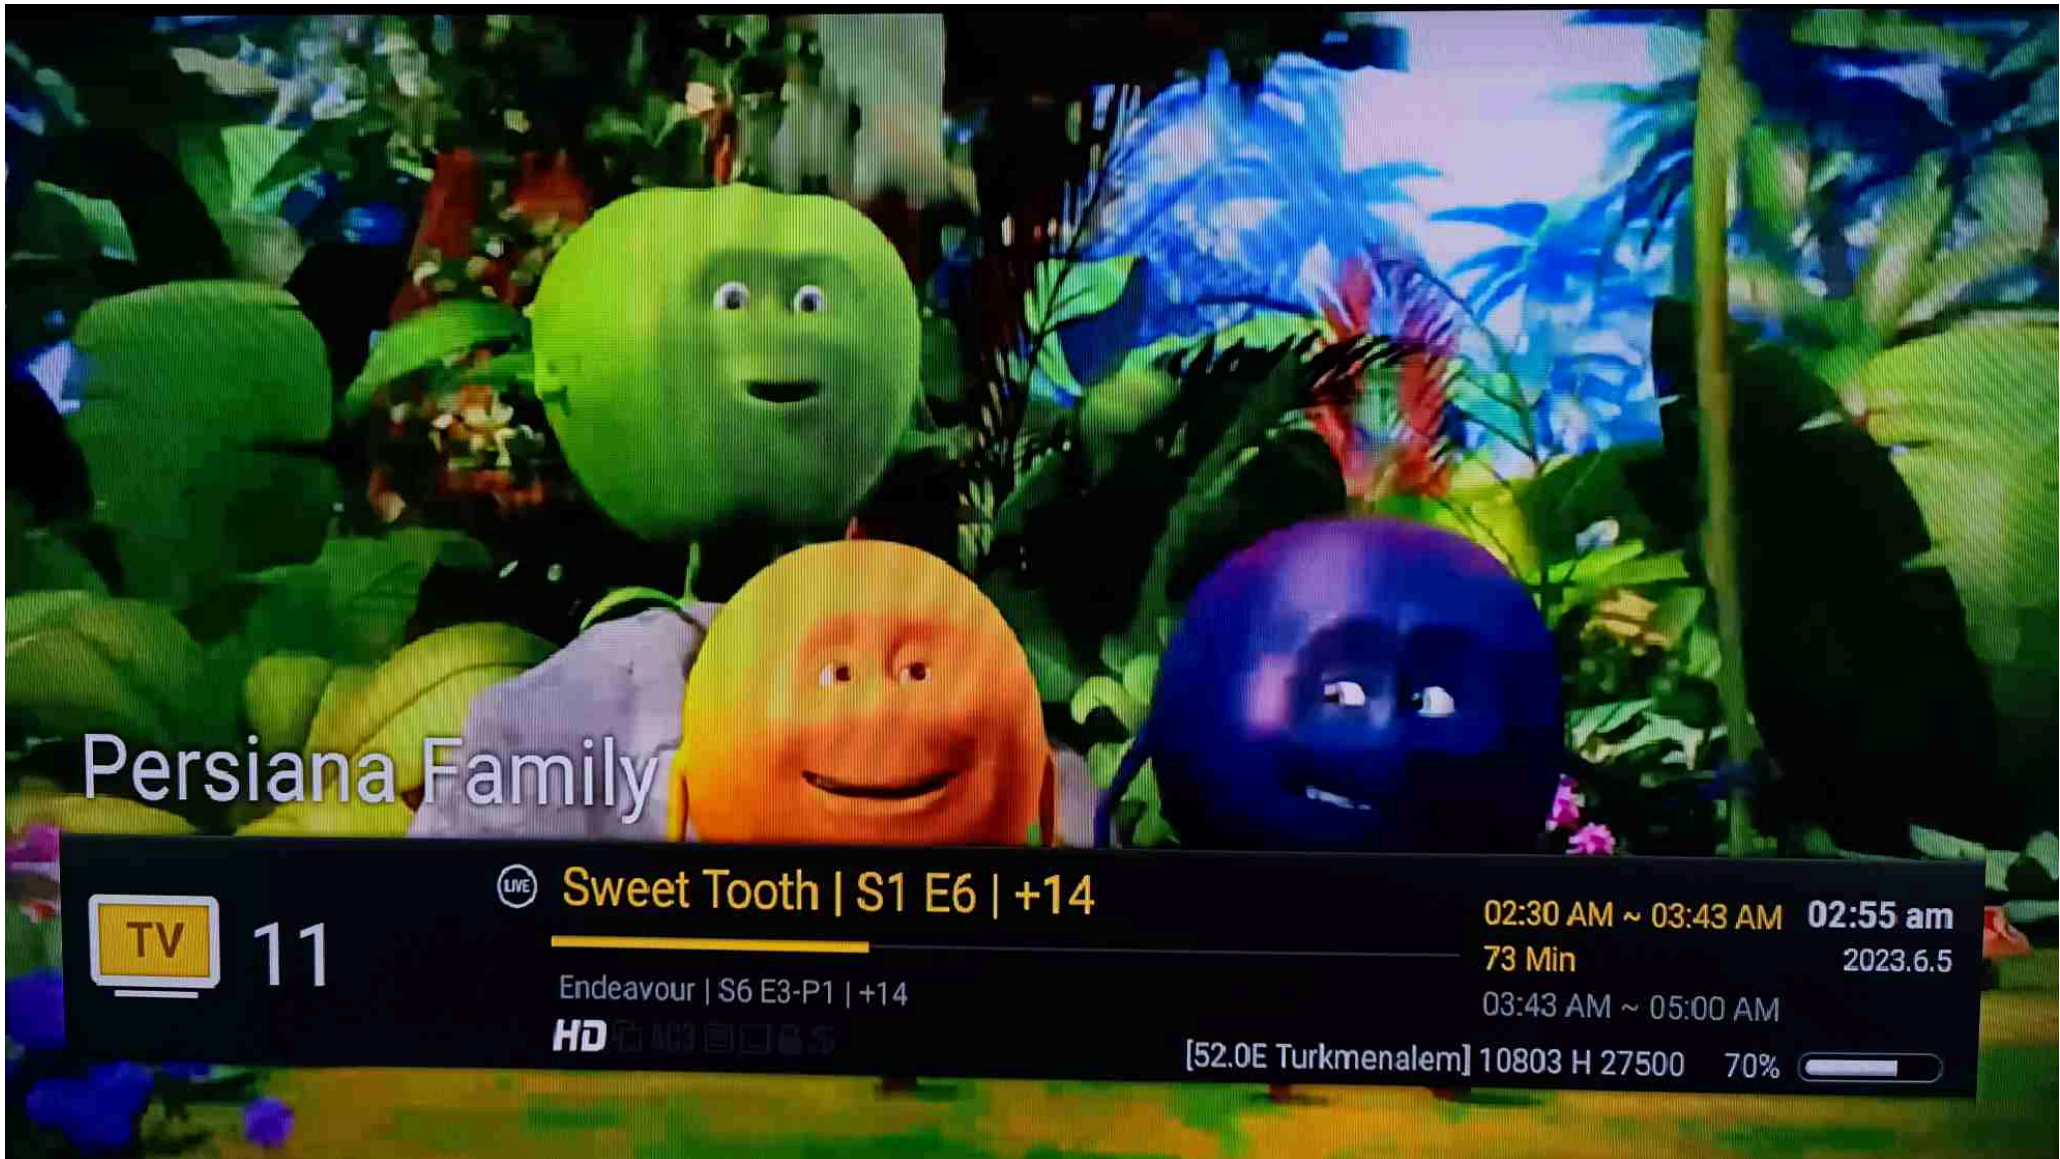 Persiana Family
TV
11
LIVE
Sweet Tooth | S1 E6 | +14
02:30 AM ~ 03:43 AM
02:55 am
73 Min
2023.6.5
Endeavour | S6 E3-P1 | +14
03:43 AM ~ 05:00 AM
HD
AC3
[52.0E Turkmenalem] 10803 H 27500
70%